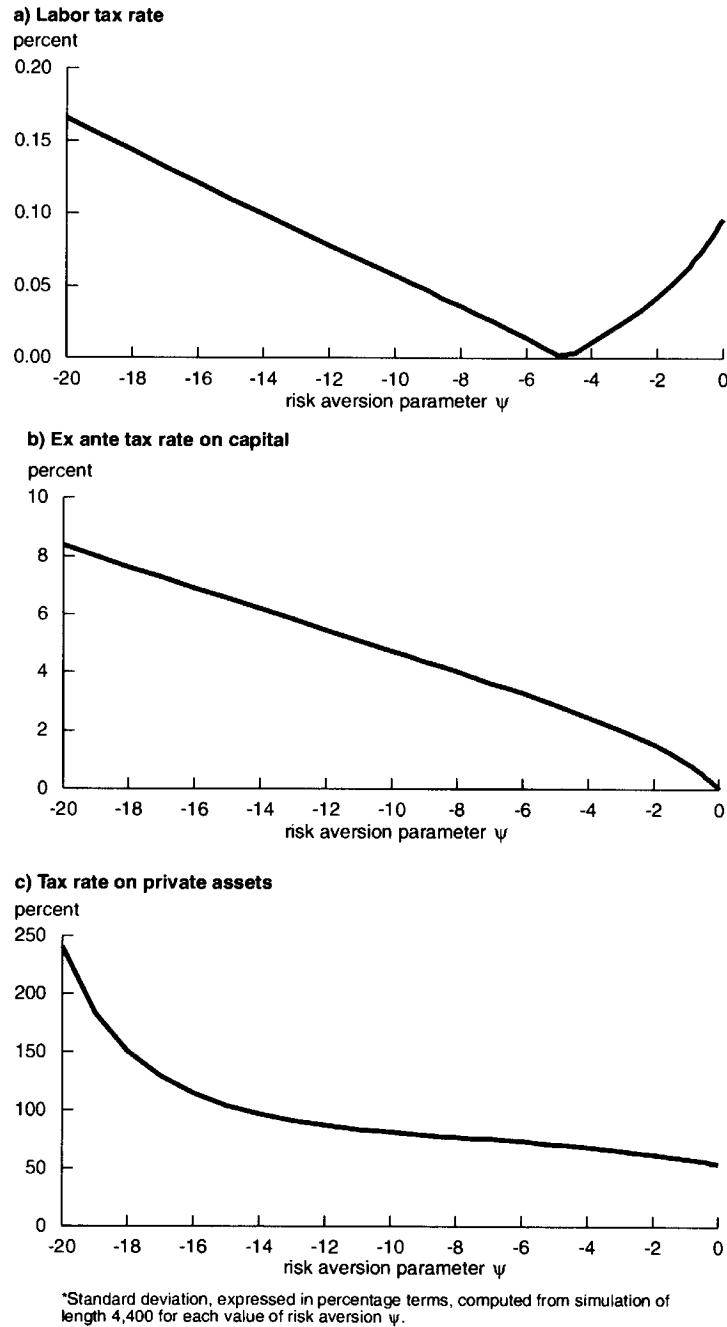 a) Labor tax rate
percent
0.20
0.15
0.10
0.05
0.00
-20 -18 -16 -14 -12 -10 -8 -6 -4 -2 0
risk aversion parameter ψ
b) Ex ante tax rate on capital
percent
10
8
6
4
2
0
-20 -18 -16 -14 -12 -10 -8 -6 -4 -2 0
risk aversion parameter ψ
c) Tax rate on private assets
percent
250
200
150
100
50
0
-20 -18 -16 -14 -12 -10 -8 -6 -4 -2 0
risk aversion parameter ψ
*Standard deviation, expressed in percentage terms, computed from simulation of
length 4,400 for each value of risk aversion ψ.